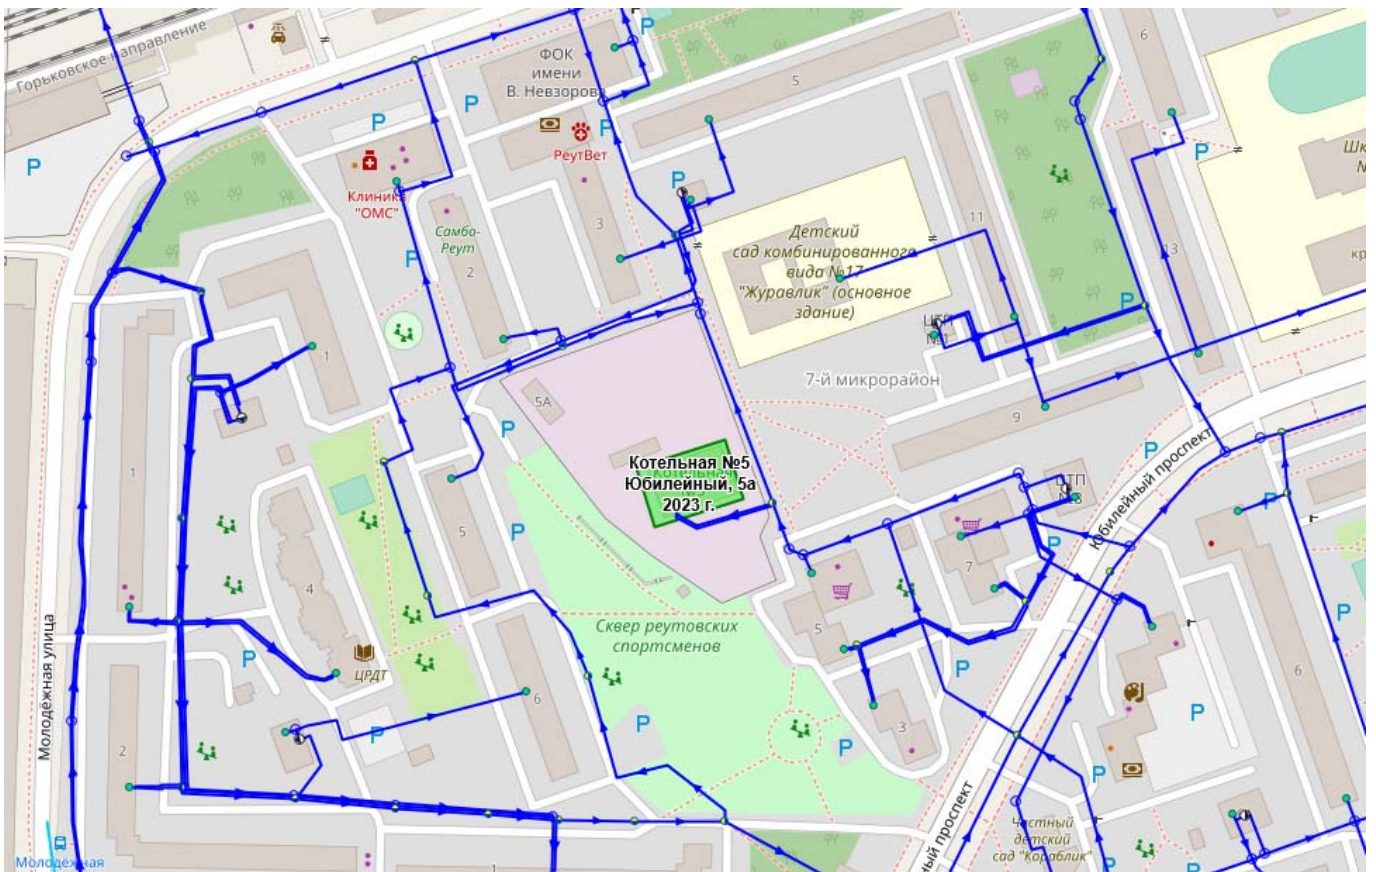 Горьковское направление
ФОК
имени
В. Невзорова
5
6
P
P
P
P
P
РеутВет
Клиника
"ОМС"
Самбо-
Реут
2
3
P
P
Детский
сад комбинированного
вида №17
"Журавлик" (основное
здание)
11
13
P
P
P
1
ЦТП
№1
7-й микрорайон
5А
9
P
P
Котельная №5
Юбилейный, 5а
2023 г.
ЦТП
№3
Юбилейный проспект
P
P
1
5
P
7
4
5
P
Сквер реутовских
спортсменов
ЦРДТ
P
P
6
6
3
P
P
P
P
P
Молодёжная улица
2
P
Частный
детский
сад "Кораблик"
P
P
Молодёжная
1